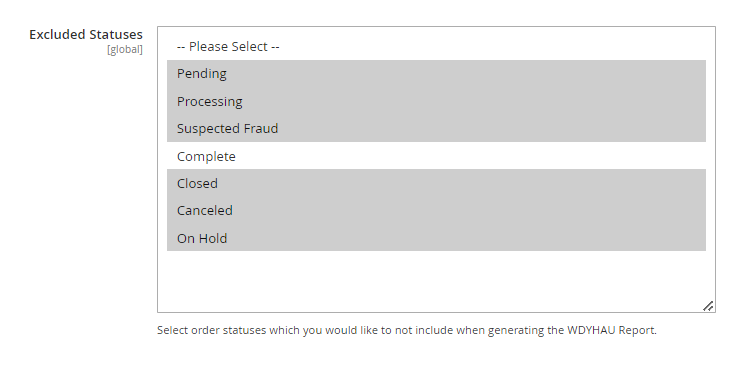 Excluded Statuses
[global]
-- Please Select --
Pending
Processing
Suspected Fraud
Complete
Closed
Canceled
On Hold
Select order statuses which you would like to not include when generating the WDYHAU Report.